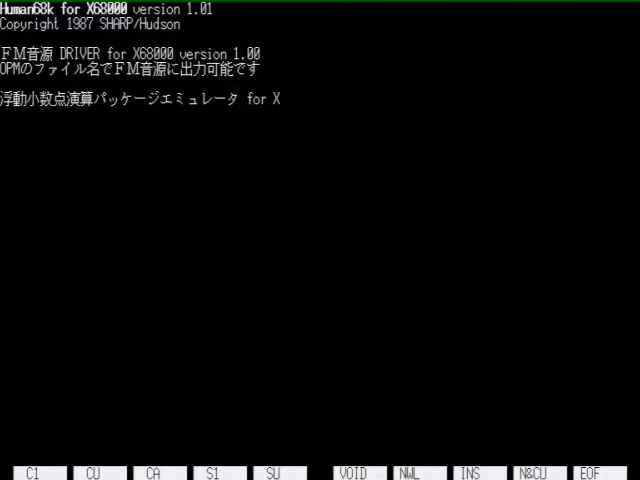 Human68k for X68000 version 1.01
Copyright 1987 SHARP/Hudson
ＦＭ音源 DRIVER for X68000 version 1.00
OPMのファイル名でＦＭ音源に出力可能です
浮動小数点演算パッケージエミュレータ for X
C1 CU CA S1 SU VOID NWL INS N&CU EOF